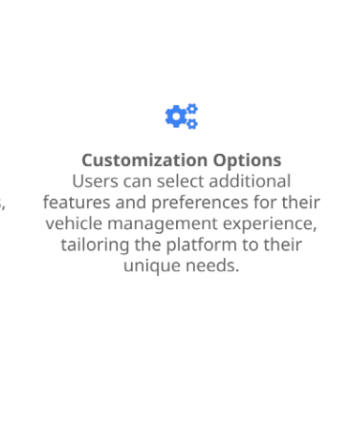 Customization Options
Users can select additional
features and preferences for their
vehicle management experience,
tailoring the platform to their
unique needs.